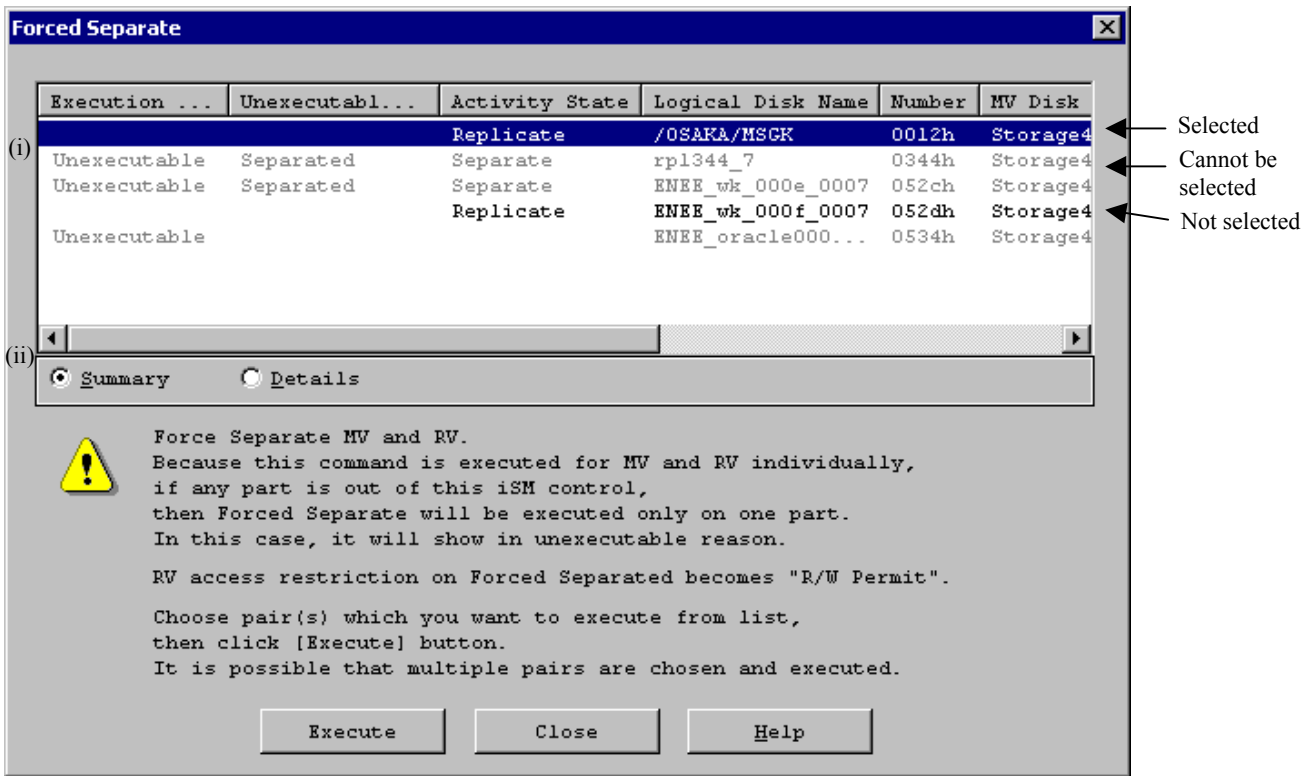 Forced Separate
Execution ... Unexecutabl... Activity State Logical Disk Name Number MV Disk
Replicate /OSAKA/MSGK 0012h Storage4
Unexecutable Separated Separate rpl344_7 0344h Storage4
Unexecutable Separated Separate ENEE_wk_000e_0007 052ch Storage4
Replicate ENEE_wk_000f_0007 052dh Storage4
Unexecutable ENEE_oracle000... 0534h Storage4
(i)
Selected
Cannot be
selected
Not selected
(ii)
Summary Details
Force Separate MV and RV.
Because this command is executed for MV and RV individually,
if any part is out of this iSM control,
then Forced Separate will be executed only on one part.
In this case, it will show in unexecutable reason.
RV access restriction on Forced Separated becomes "R/W Permit".
Choose pair(s) which you want to execute from list,
then click [Execute] button.
It is possible that multiple pairs are chosen and executed.
Execute Close Help